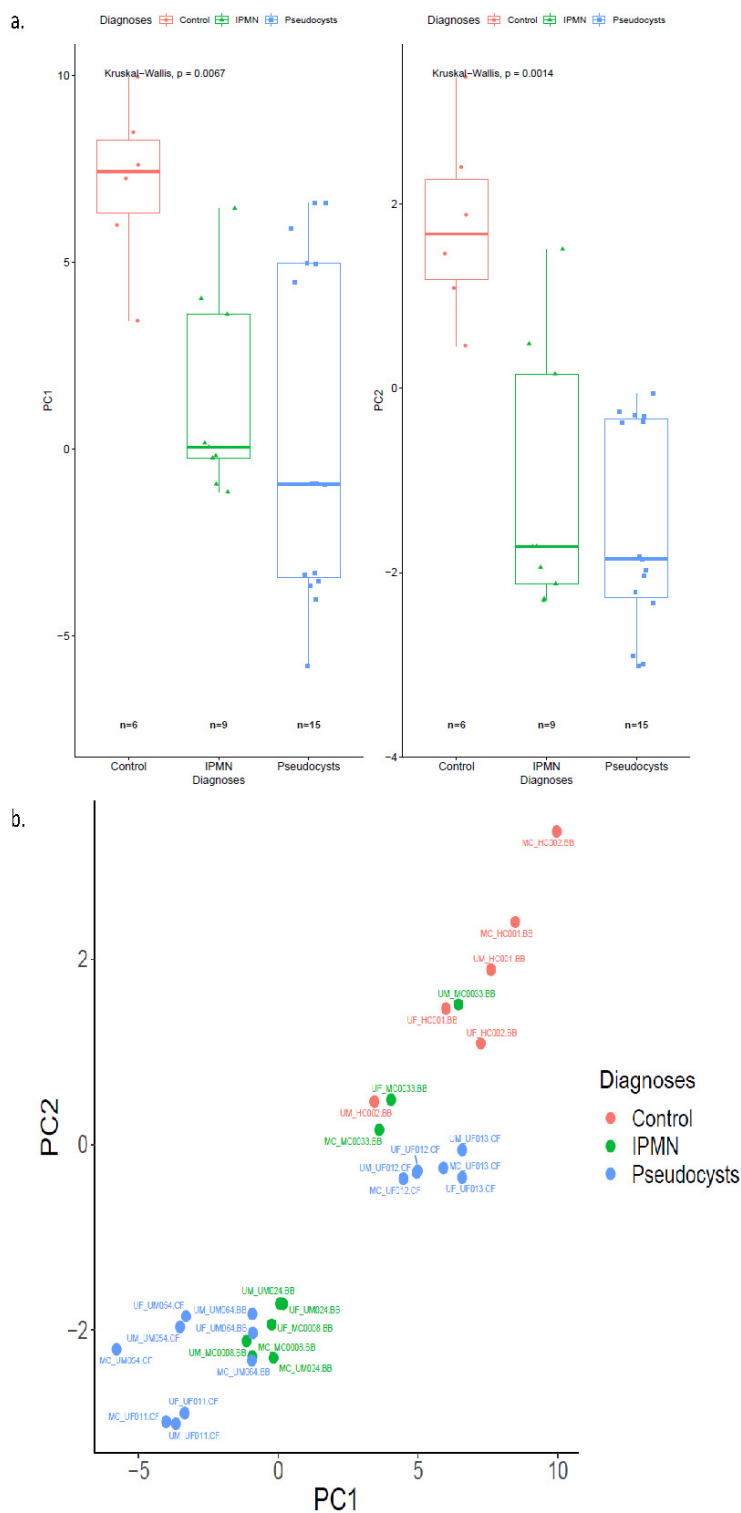 a.
Diagnoses Control IPMN Pseudocysts
Diagnoses Control IPMN Pseudocysts
Kruskal-Wallis, p = 0.0067
Kruskal-Wallis, p = 0.0014
10
5
0
-5
PC1
2
0
-2
-4
PC2
n=6 n=9 n=15
n=6 n=9 n=15
Control IPMN Pseudocysts
Diagnoses
Control IPMN Pseudocysts
Diagnoses
b.
MC_HC002.BB
MC_HC001.BB
UM_HC001.BB
UM_MC0033.BB
UF_HC001.BB
UF_HC002.BB
UF_MC0033.BB
UM_HC002.BB
MC_MC0033.BB
UM_UF013.CF
UF_UF012.CF
UM_UF012.CF
MC_UF013.CF
MC_UF012.CF
UF_UF013.CF
UM_UM024.BB
UF_UM054.CF
UM_UM064.BB
UF_UM024.BB
UF_UM064.BB
UF_MC0008.BB
UM_UM054.CF
MC_MC0008.BB
UM_MC0008.BB
MC_UM054.CF
MC_UM064.BB
MC_UM024.BB
UF_UF011.CF
MC_UF011.CF
UM_UF011.CF
2
0
-2
PC2
-5
0
5
10
PC1
Diagnoses
Control
IPMN
Pseudocysts